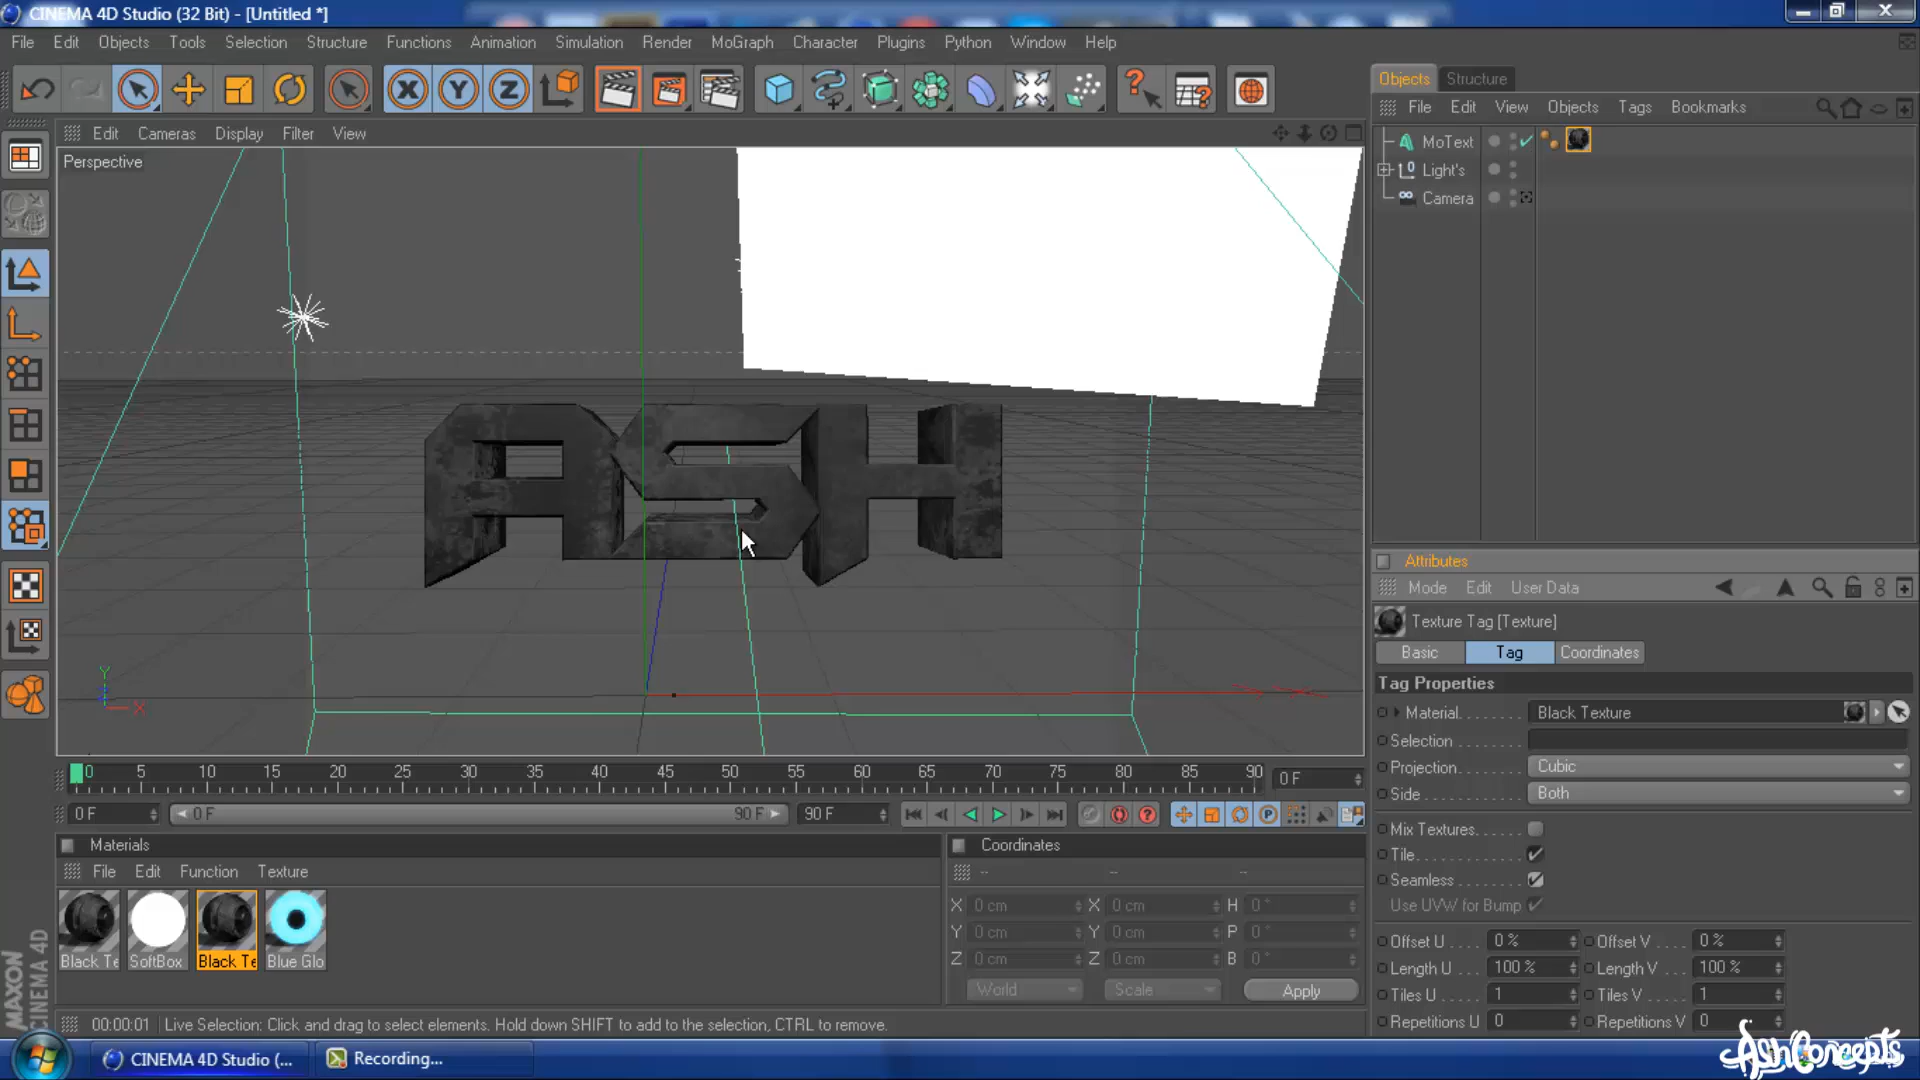 CINEMA 4D Studio (32 Bit) - [Untitled *]
File Edit Objects Tools Selection Structure Functions Animation Simulation Render MoGraph Character Plugins Python Window Help
Edit Cameras Display Filter View
Perspective
ASH
0 5 10 15 20 25 30 35 40 45 50 55 60 65 70 75 80 85 90 0 F
0 F 0 F 90 F 90 F
Materials
File Edit Function Texture
Black Te SoftBox Black Te Blue Glo
Coordinates
-- -- --
X 0 cm X 0 cm H 0 °
Y 0 cm Y 0 cm P 0 °
Z 0 cm Z 0 cm B 0 °
World Scale Apply
00:00:01 Live Selection: Click and drag to select elements. Hold down SHIFT to add to the selection, CTRL to remove.
MAXON
CINEMA 4D
Objects Structure
File Edit View Objects Tags Bookmarks
MoText
Light's
Camera
Attributes
Mode Edit User Data
Texture Tag [Texture]
Basic Tag Coordinates
Tag Properties
Material........ Black Texture
Selection ......
Projection...... Cubic
Side ........... Both
Mix Textures......
Tile............
Seamless ........
Use UVW for Bump
Offset U .... 0 % Offset V .... 0 %
Length U ... 100 % Length V ... 100 %
Tiles U ..... 1 Tiles V ..... 1
Repetitions U 0 Repetitions V 0
CINEMA 4D Studio (... Recording...
AshConcepts